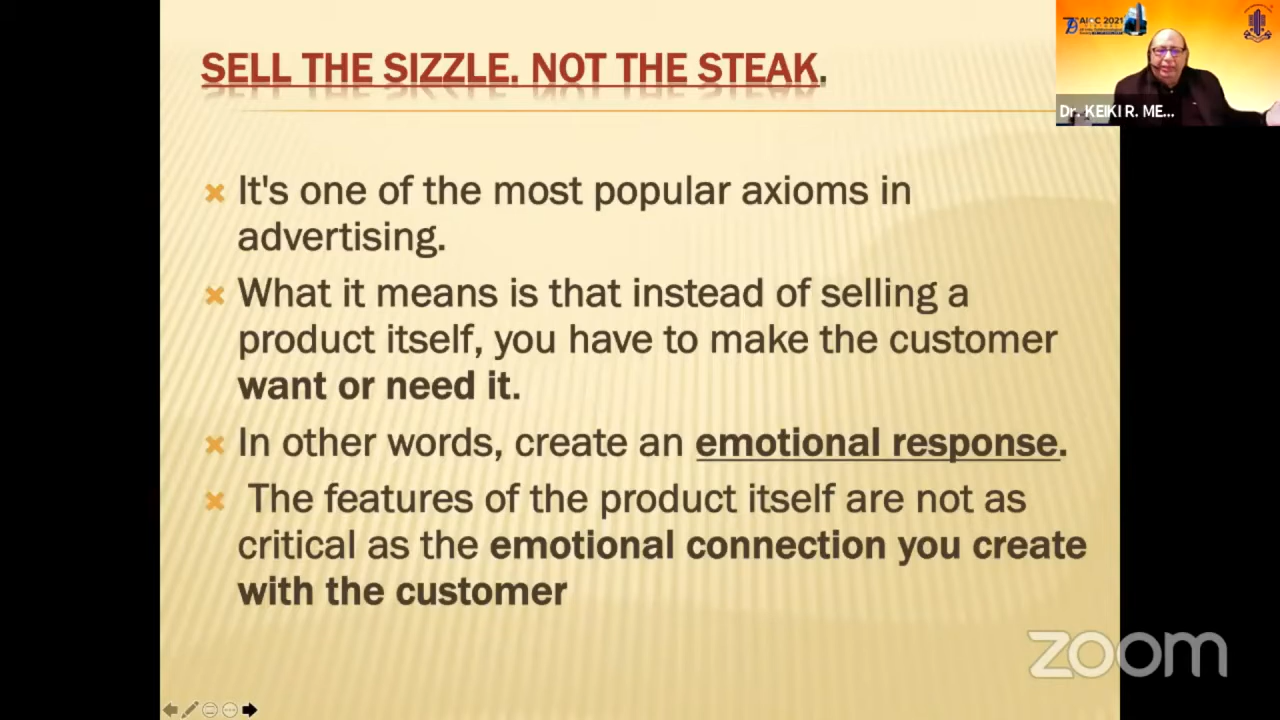 SELL THE SIZZLE. NOT THE STEAK.
It's one of the most popular axioms in
advertising.
What it means is that instead of selling a
product itself, you have to make the customer
want or need it.
In other words, create an emotional response.
The features of the product itself are not as
critical as the emotional connection you create
with the customer
AIOC 2021
Dr. KEIKI R. ME...
zoom